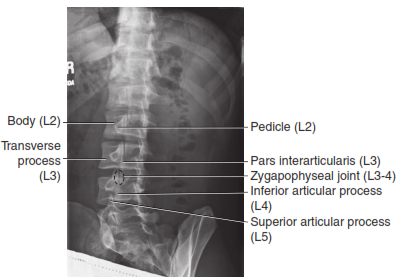 R
Body (L2)
Pedicle (L2)
Transverse
process
(L3)
Pars interarticularis (L3)
Zygapophyseal joint (L3-4)
Inferior articular process
(L4)
Superior articular process
(L5)